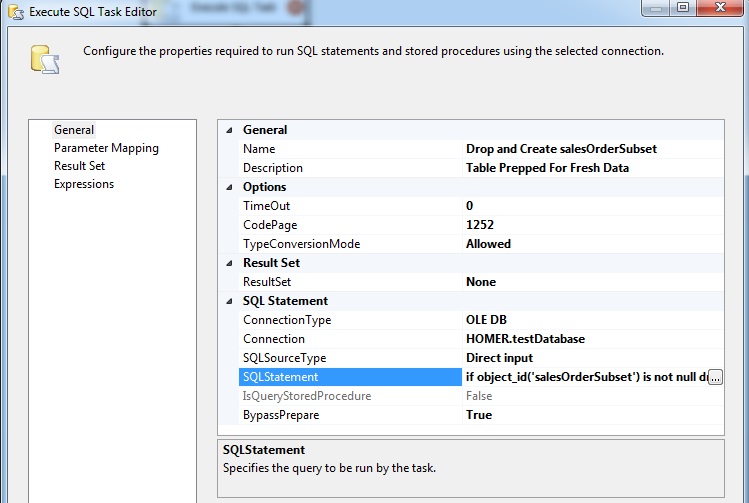 Execute SQL Task
Execute SQL Task Editor
Configure the properties required to run SQL statements and stored procedures using the selected connection.
General
Parameter Mapping
Result Set
Expressions
General
Name Drop and Create salesOrderSubset
Description Table Prepped For Fresh Data
Options
TimeOut 0
CodePage 1252
TypeConversionMode Allowed
Result Set
ResultSet None
SQL Statement
ConnectionType OLE DB
Connection HOMER.testDatabase
SQLSourceType Direct input
SQLStatement if object_id('salesOrderSubset') is not null ...
IsQueryStoredProcedure False
BypassPrepare True
SQLStatement
Specifies the query to be run by the task.